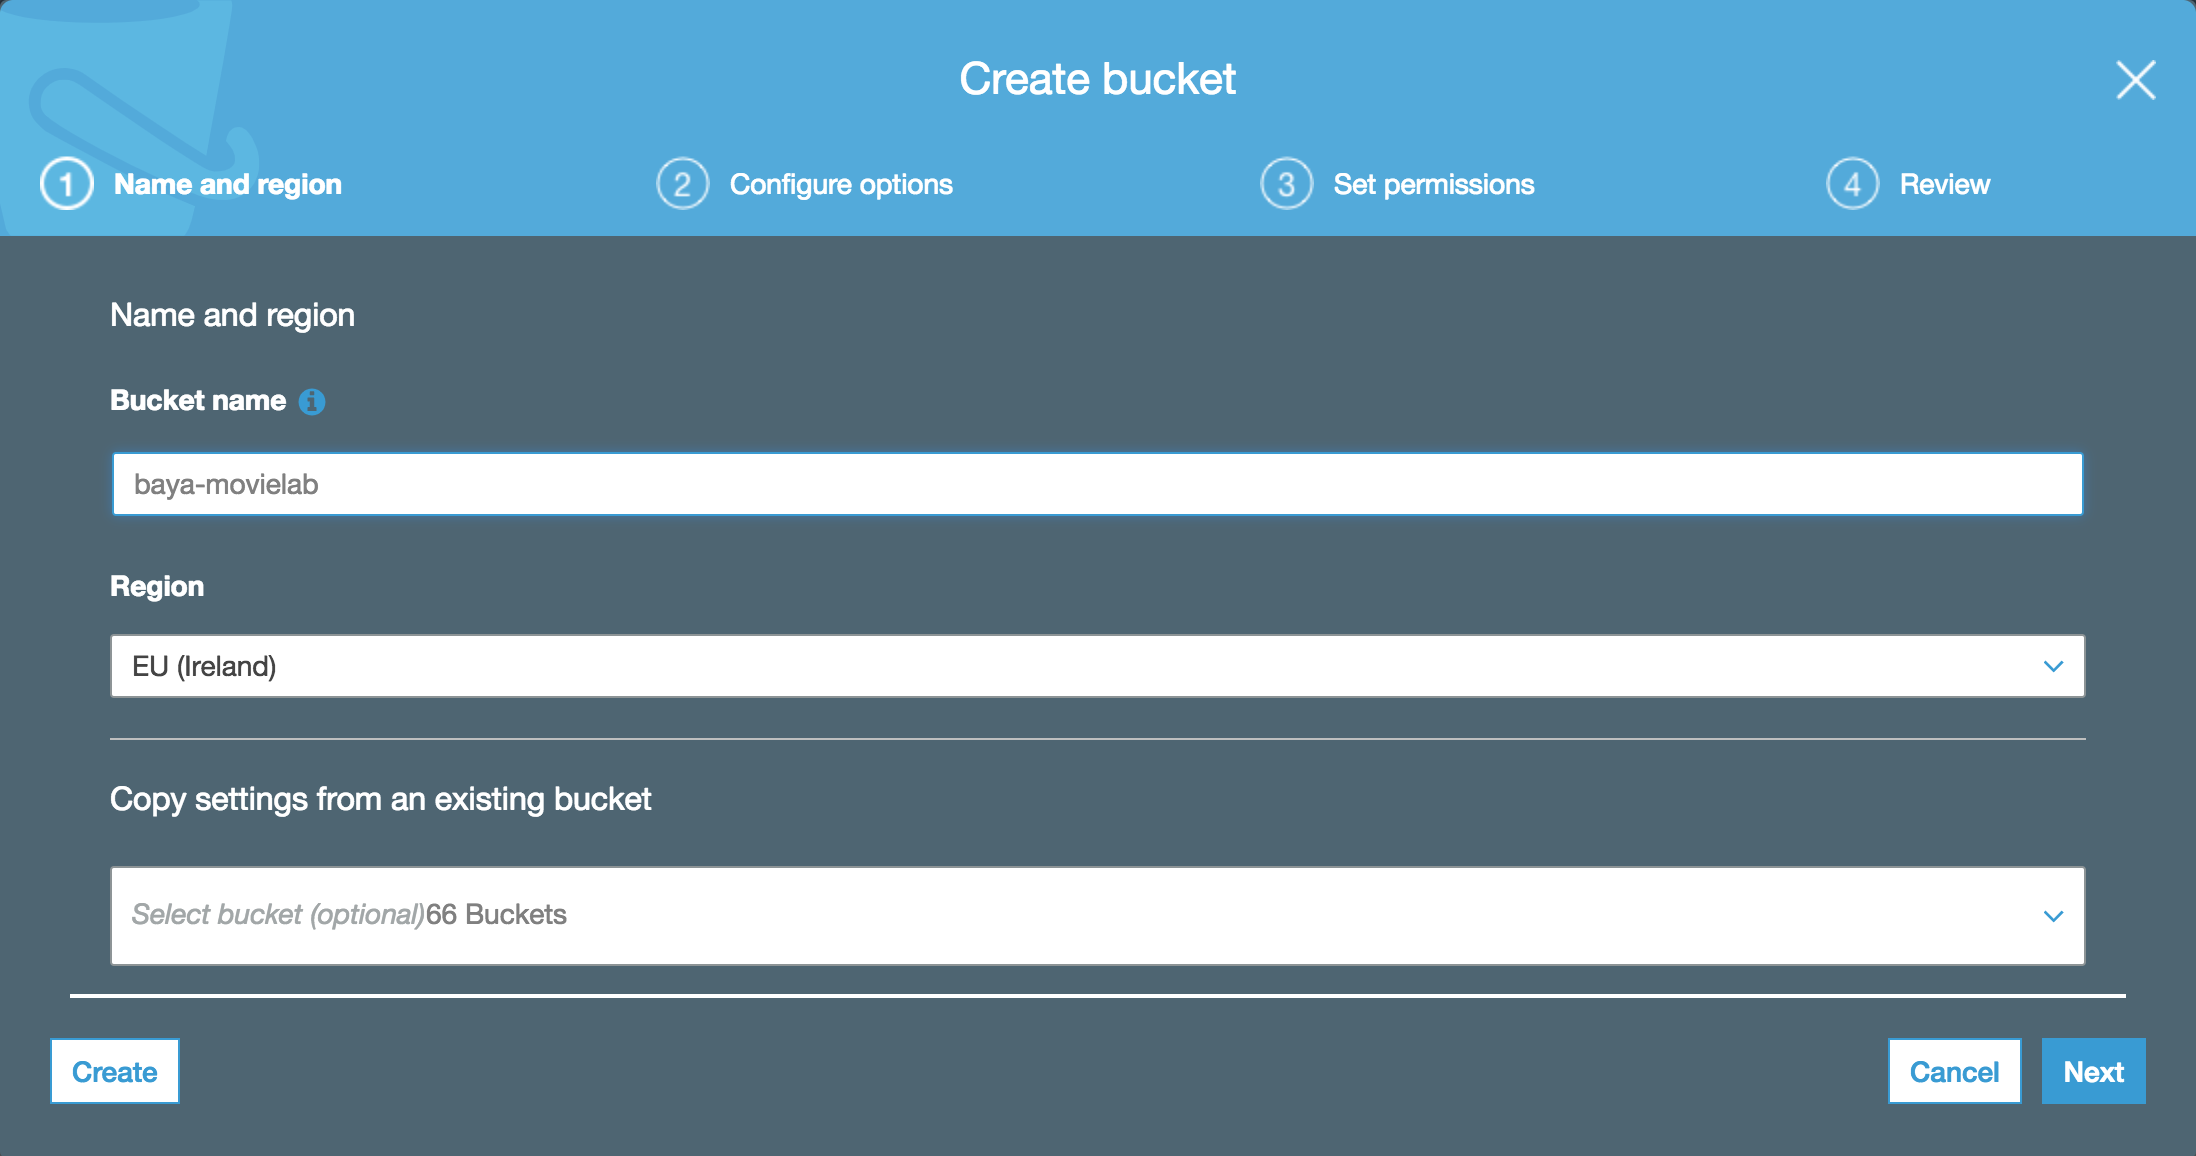 Create bucket
1 Name and region
2 Configure options
3 Set permissions
4 Review
Name and region
Bucket name
baya-movielab
Region
EU (Ireland)
Copy settings from an existing bucket
Select bucket (optional)66 Buckets
Create
Cancel
Next